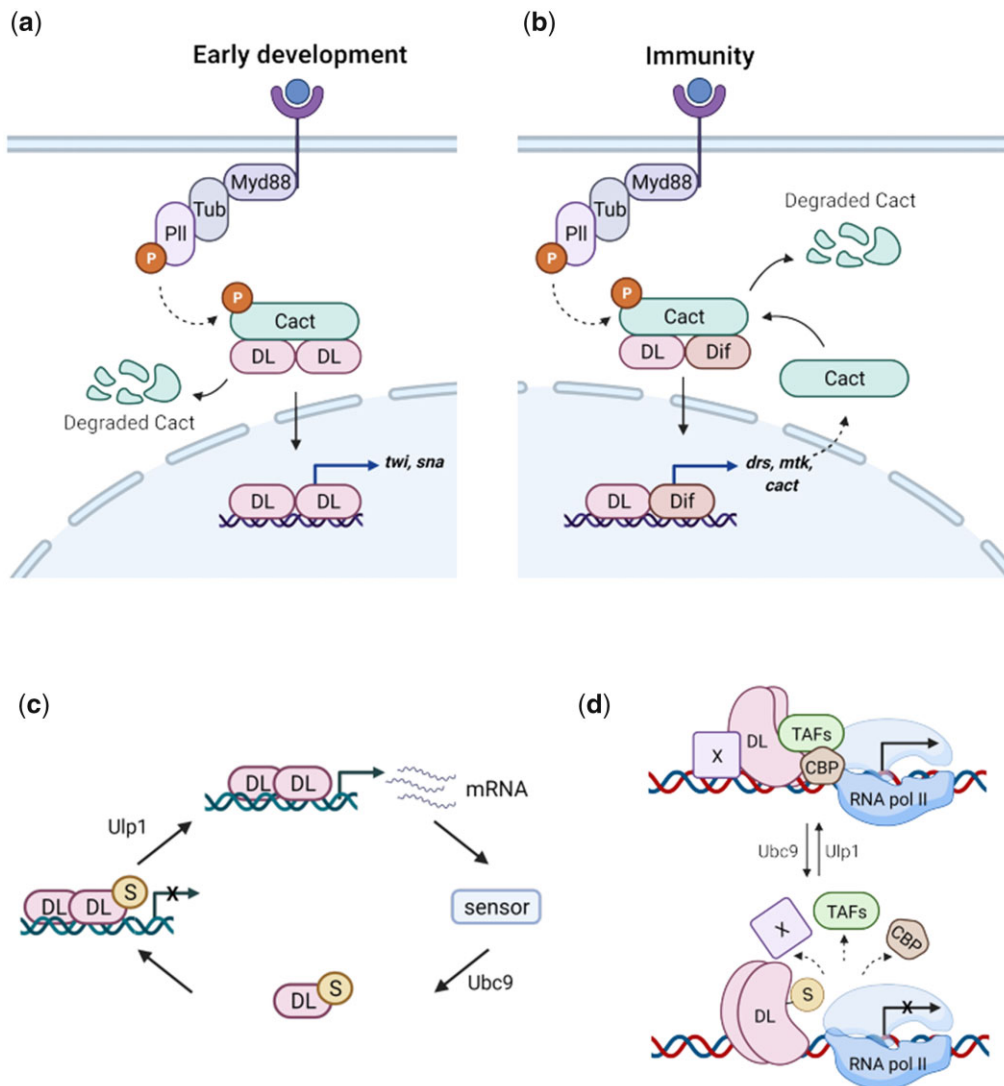 (a)
Early development
Myd88
Tub
Pll
P
P
Cact
DL DL
Degraded Cact
twi, sna
DL DL
(b)
Immunity
Myd88
Tub
Pll
P
Degraded Cact
P
Cact
DL Dif
Cact
drs, mtk,
cact
DL Dif
(c)
DL DL
mRNA
Ulp1
S
DL DL
X
sensor
Ubc9
DL S
(d)
DL
TAFs
X
CBP
RNA pol II
Ubc9 Ulp1
X
TAFs
CBP
DL
S
X
RNA pol II